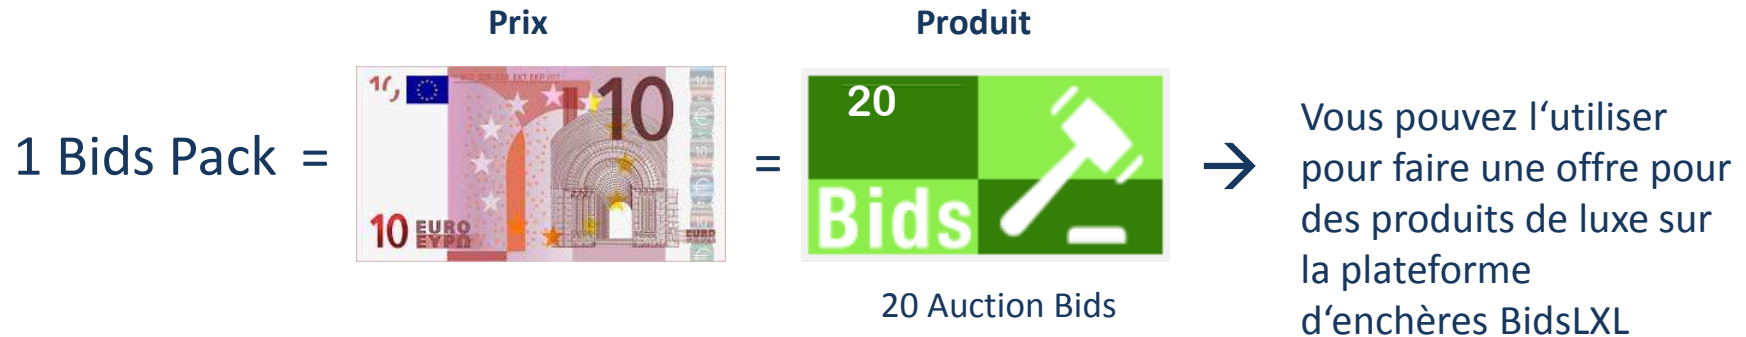 Prix
Produit
1 Bids Pack =
10
10 EURO
ΕΥΡΩ
=
20
Bids
20 Auction Bids
→
Vous pouvez l‘utiliser
pour faire une offre pour
des produits de luxe sur
la plateforme
d‘enchères BidsLXL